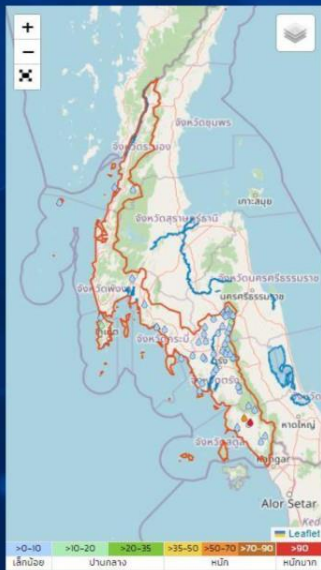 +
−
จังหวัดชุมพร
จังหวัดระนอง
เกาะสมุย
จังหวัดสุราษฎร์ธานี
จังหวัดพังงา
จังหวัดนครศรีธรรมราช
นครศรีธรรมราช
ภูเก็ต
จังหวัดกระบี่
ตรัง
จังหวัดตรัง
หาดใหญ่
จังหวัดสตูล
Kangar
Alor Setar
Leaflet
>0-10 >10-20 >20-35 >35-50 >50-70 >70-90 >90
เล็กน้อย ปานกลาง หนัก หนักมาก